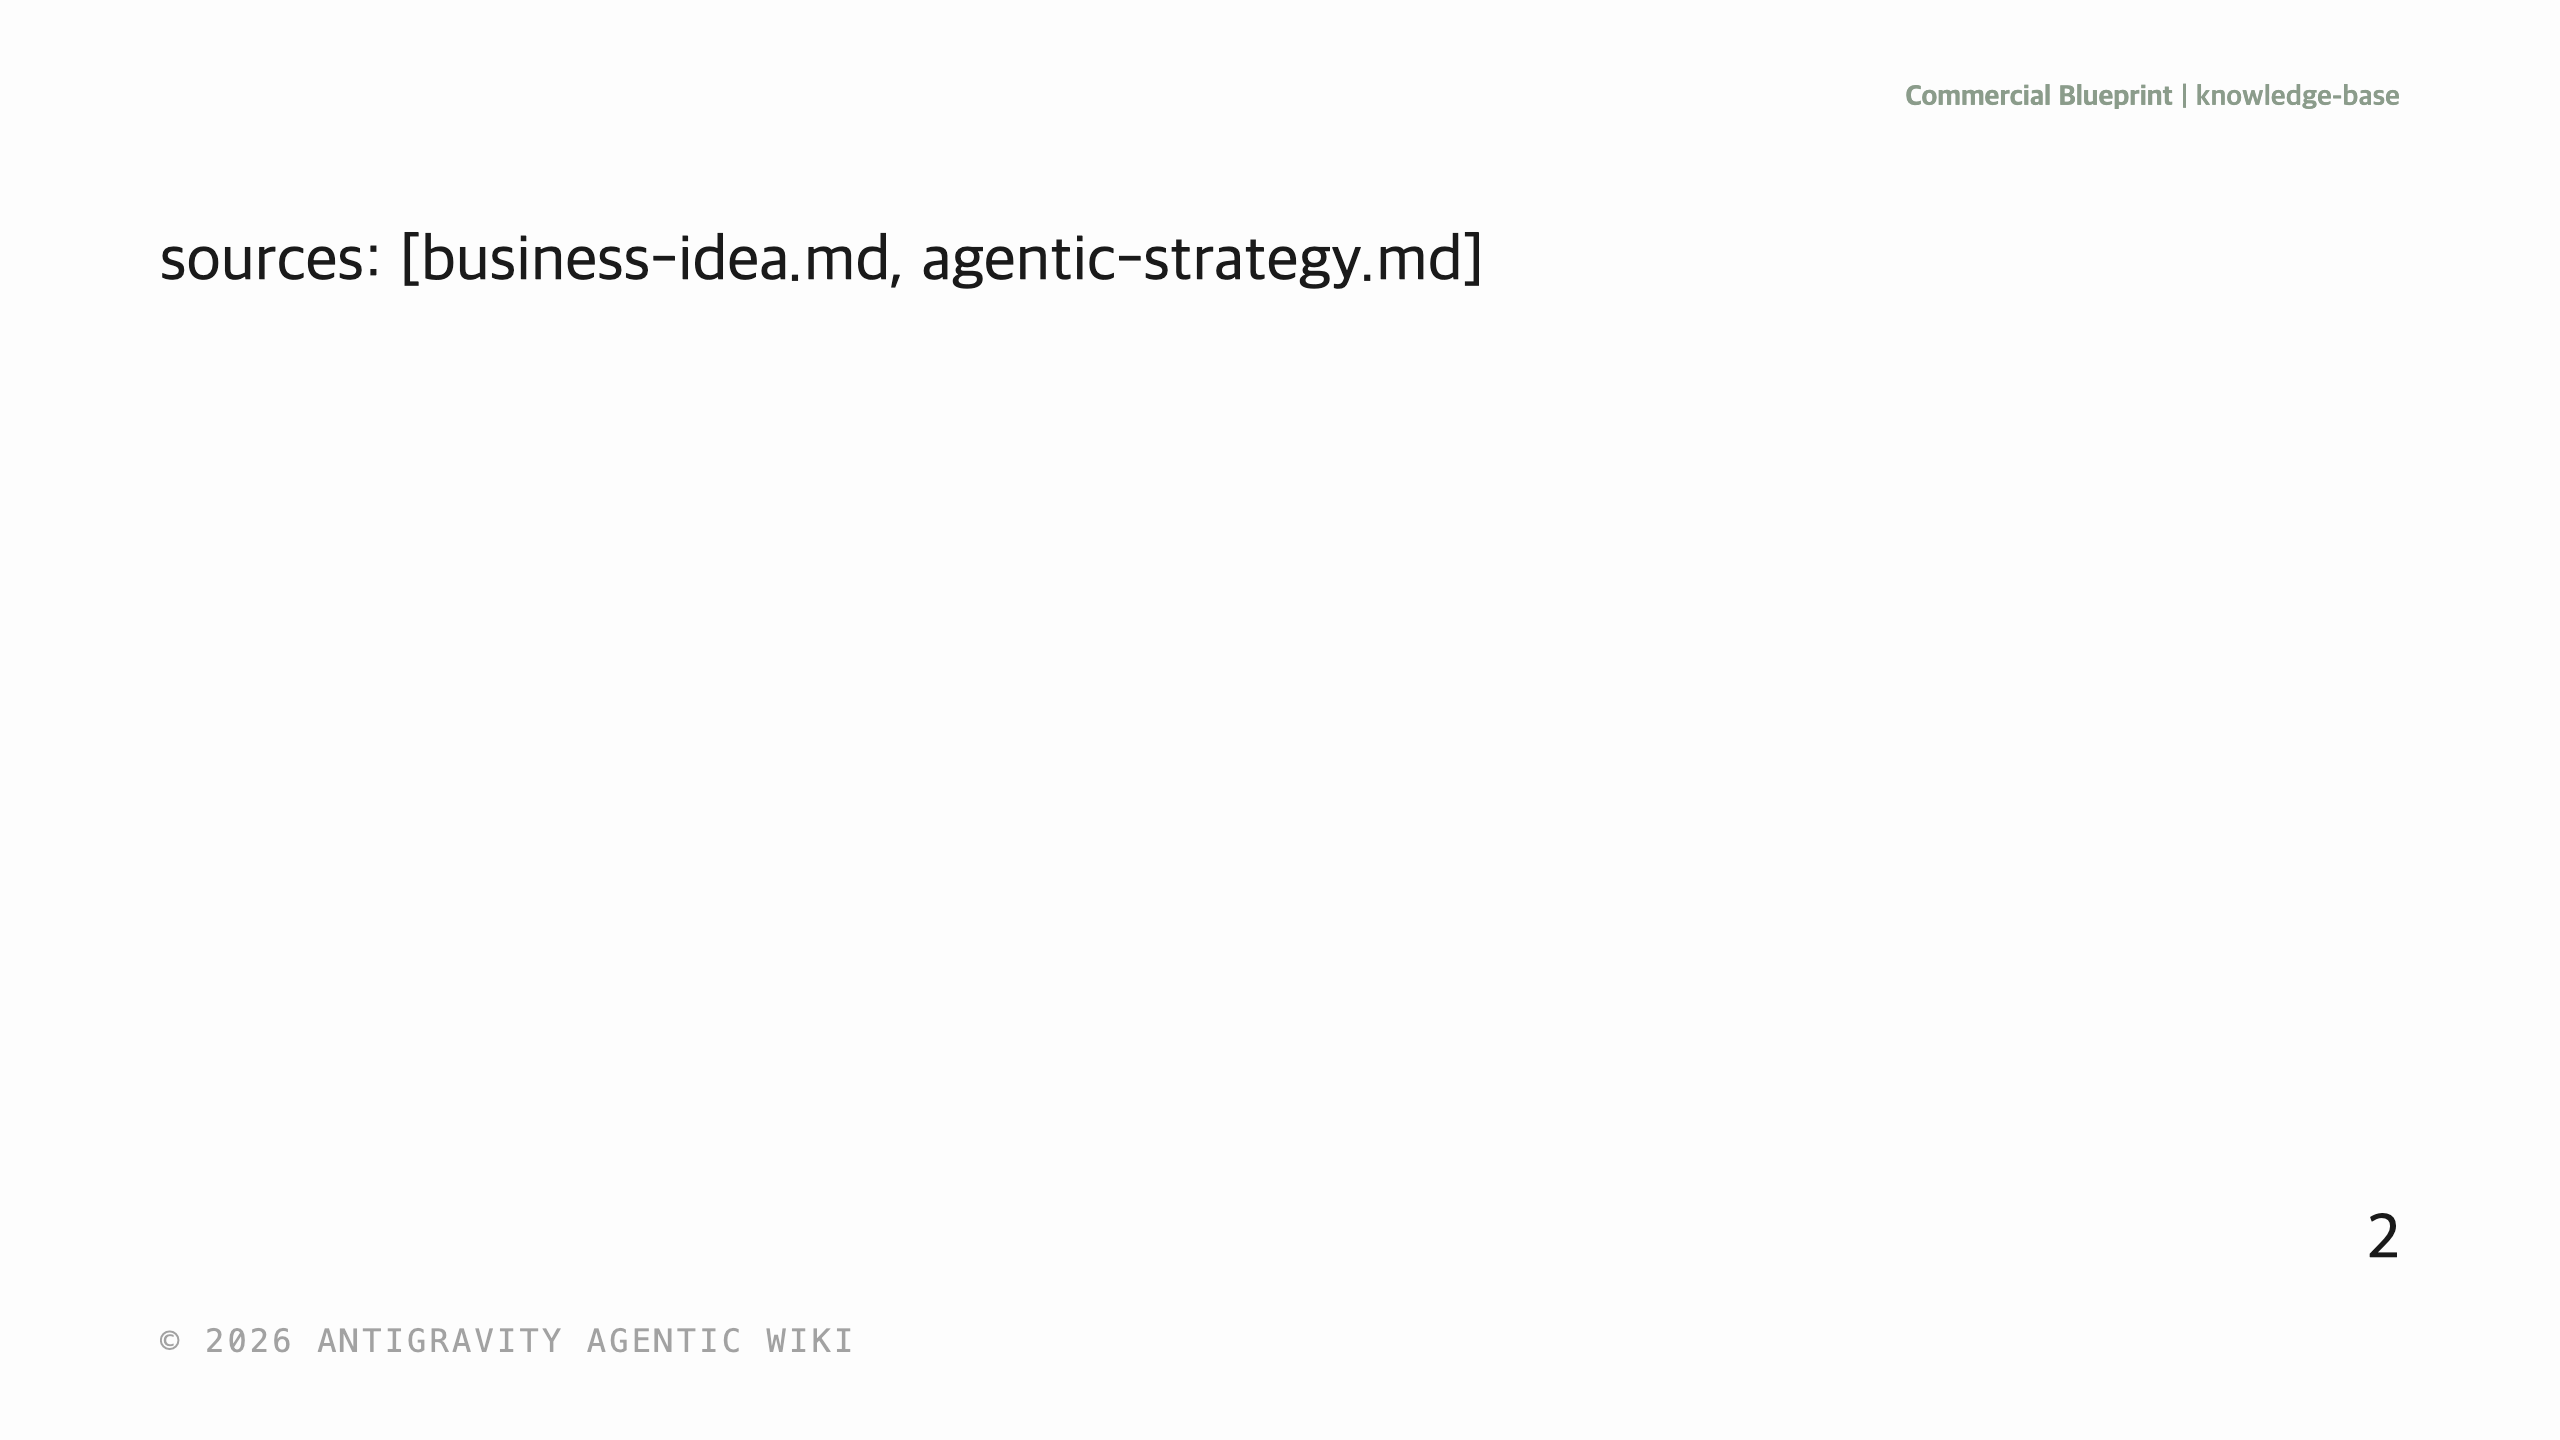 Commercial Blueprint | knowledge-base
sources: [business-idea.md, agentic-strategy.md]
2
© 2026 ANTIGRAVITY AGENTIC WIKI